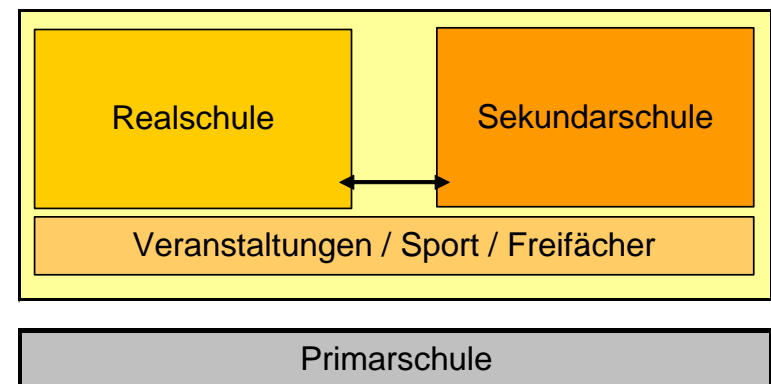 Realschule
Sekundarschule
Veranstaltungen / Sport / Freifächer
Primarschule